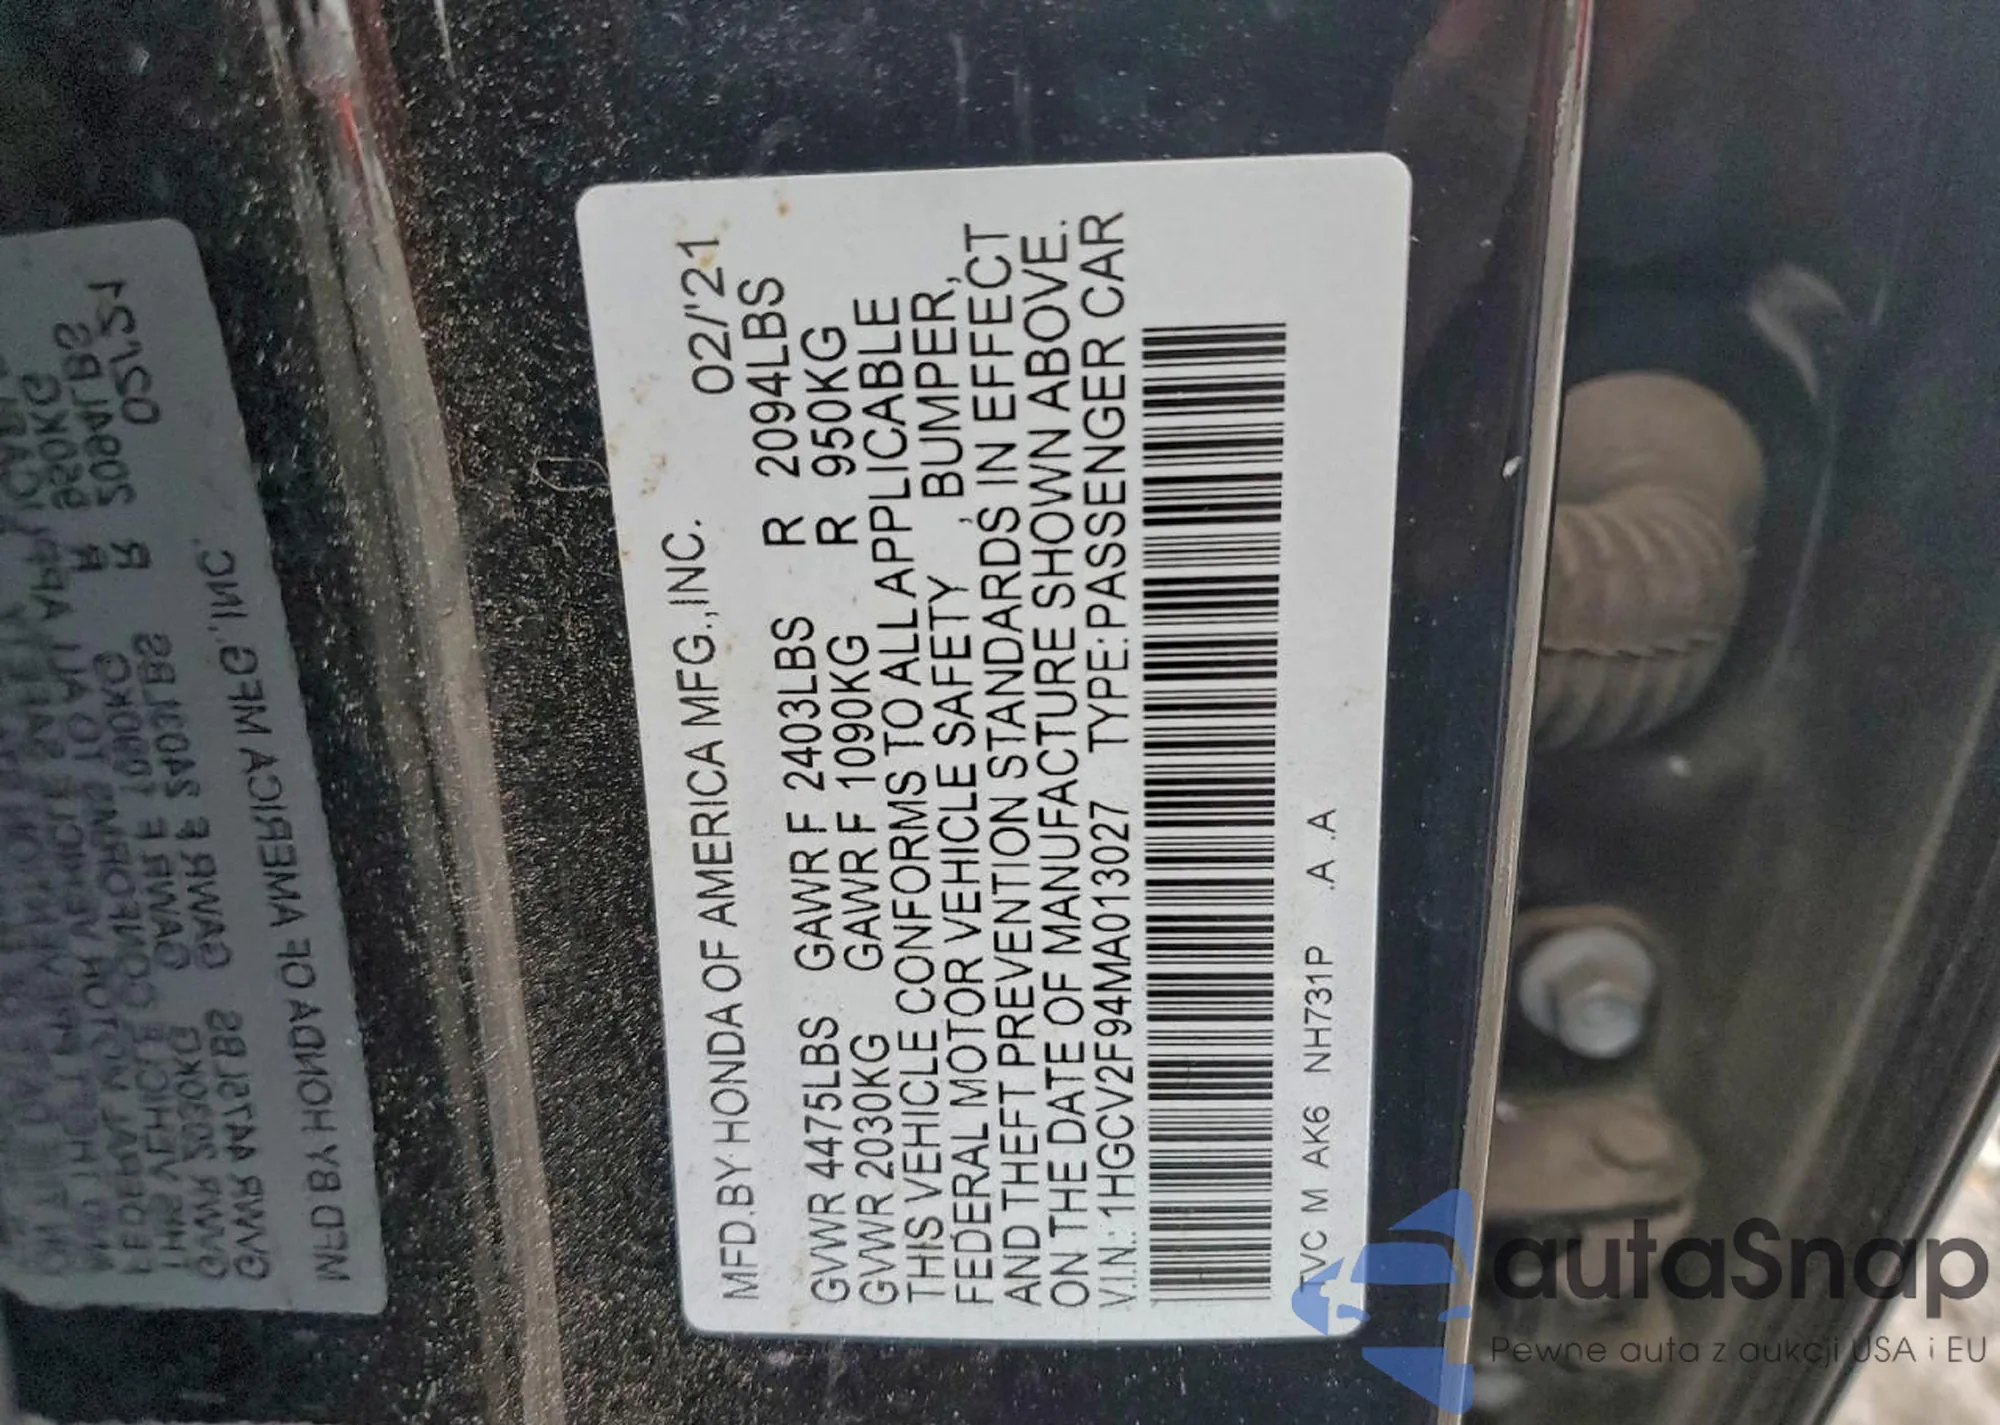 MFD.BY HONDA OF AMERICA MFG.,INC. 02/'21
GVWR 4475LBS GAWR F 2403LBS R 2094LBS
GVWR 2030KG GAWR F 1090KG R 950KG
THIS VEHICLE CONFORMS TO ALL APPLICABLE
FEDERAL MOTOR VEHICLE SAFETY , BUMPER,
AND THEFT PREVENTION STANDARDS IN EFFECT
ON THE DATE OF MANUFACTURE SHOWN ABOVE.
V.I.N.: 1HGCV2F94MA013027 TYPE:PASSENGER CAR
TVC M AK6 NH731P .A .A
autaSnap
Pewne auta z aukcji USA i EU